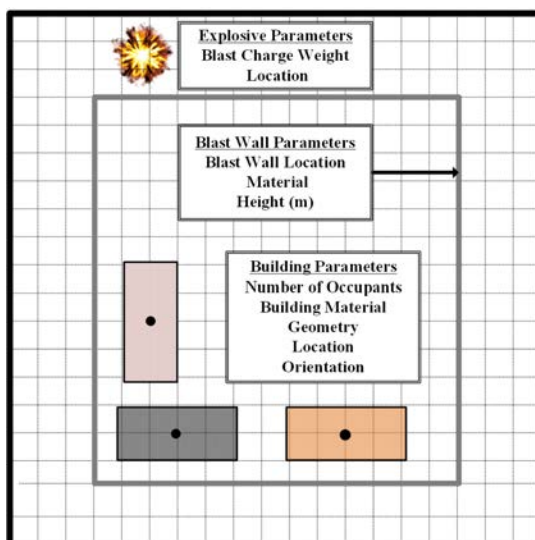 Explosive Parameters
Blast Charge Weight
Location
Blast Wall Parameters
Blast Wall Location
Material
Height (m)
Building Parameters
Number of Occupants
Building Material
Geometry
Location
Orientation